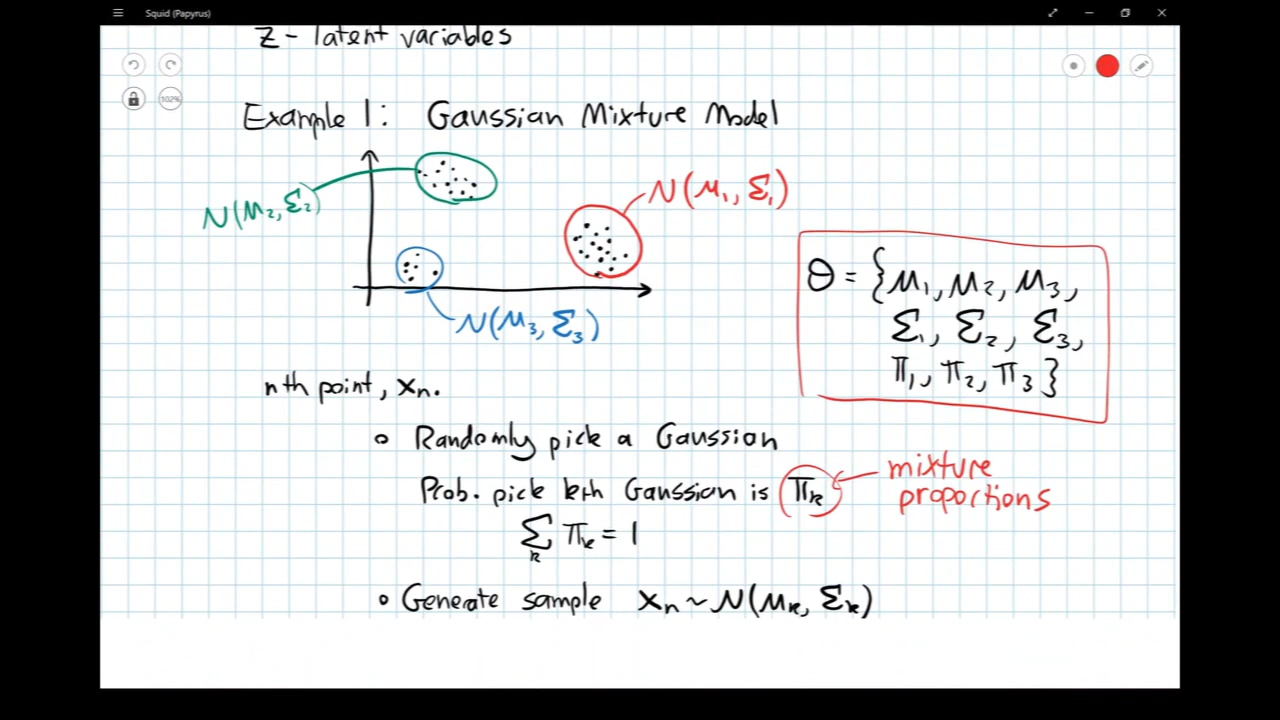 Squid (Papyrus)
z - latent variables
102%
Example 1: Gaussian Mixture Model
N(μ₂, Σ₂)
N(μ₁, Σ₁)
N(μ₃, Σ₃)
θ = {μ₁, μ₂, μ₃,
Σ₁, Σ₂, Σ₃,
π₁, π₂, π₃}
nth point, xₙ.
o Randomly pick a Gaussian
Prob. pick kth Gaussian is πₖ
mixture
proportions
Σₖ πₖ = 1
o Generate sample xₙ ~ N(μₖ, Σₖ)